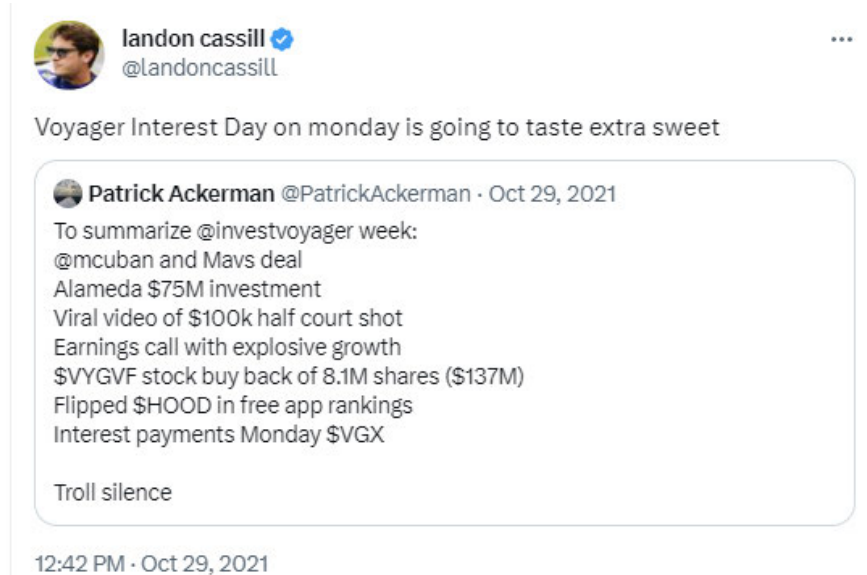 landon cassill
@landoncassill
Voyager Interest Day on monday is going to taste extra sweet
Patrick Ackerman @PatrickAckerman · Oct 29, 2021
To summarize @investvoyager week:
@mcuban and Mavs deal
Alameda $75M investment
Viral video of $100k half court shot
Earnings call with explosive growth
$VYGVF stock buy back of 8.1M shares ($137M)
Flipped $HOOD in free app rankings
Interest payments Monday $VGX
Troll silence
12:42 PM · Oct 29, 2021